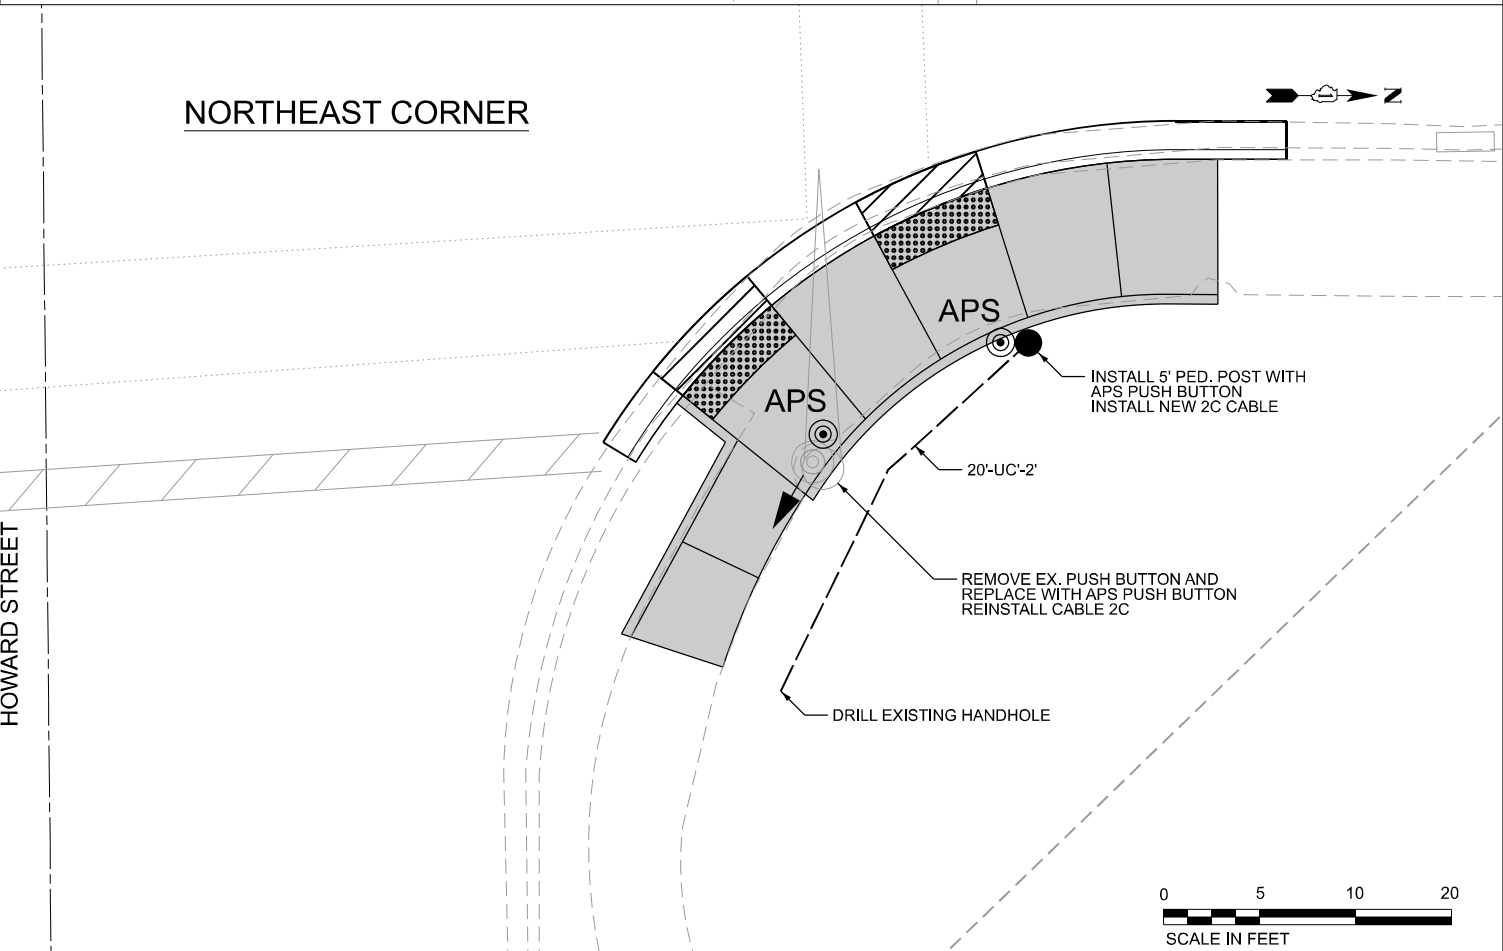 NORTHEAST CORNER
N
APS
APS
INSTALL 5' PED. POST WITH
APS PUSH BUTTON
INSTALL NEW 2C CABLE
20'-UC'-2'
HOWARD STREET
REMOVE EX. PUSH BUTTON AND
REPLACE WITH APS PUSH BUTTON
REINSTALL CABLE 2C
DRILL EXISTING HANDHOLE
0 5 10 20
SCALE IN FEET